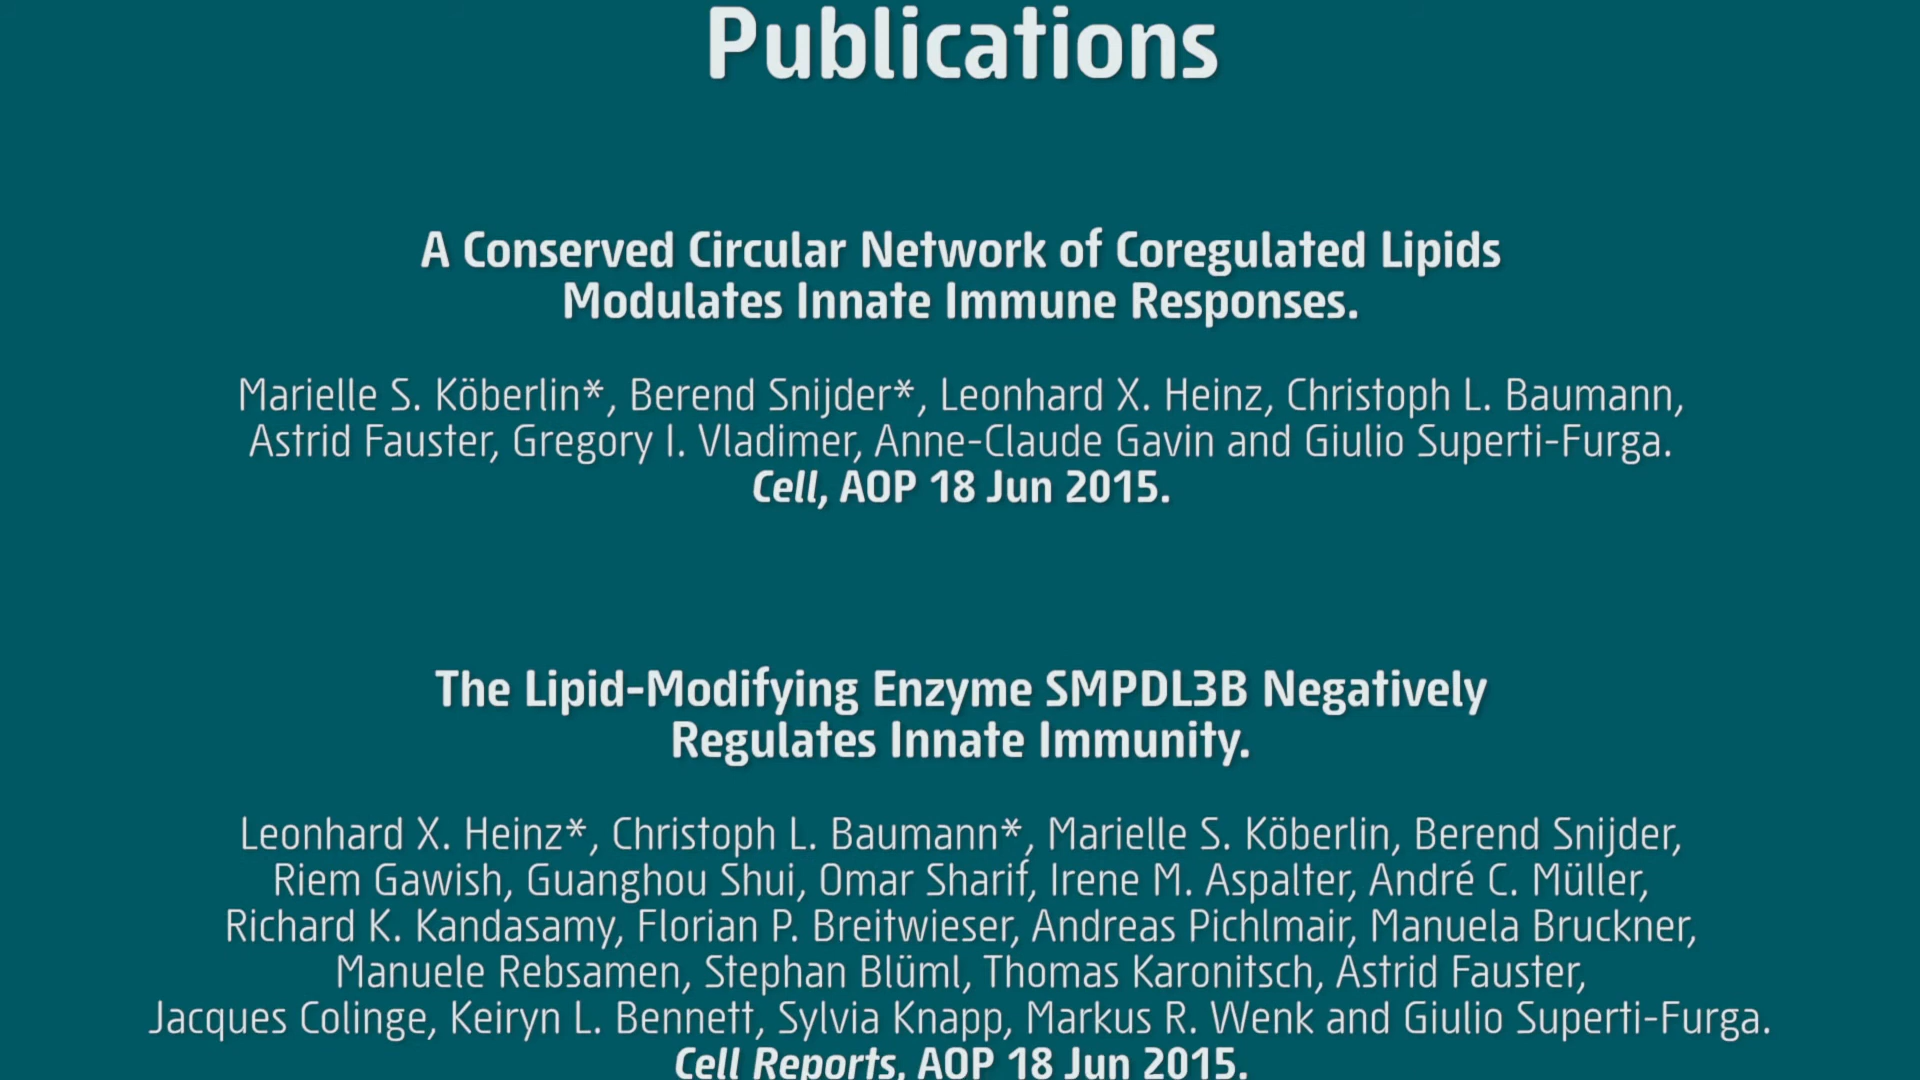 Publications
A Conserved Circular Network of Coregulated Lipids
Modulates Innate Immune Responses.
Marielle S. Köberlin*, Berend Snijder*, Leonhard X. Heinz, Christoph L. Baumann,
Astrid Fauster, Gregory I. Vladimer, Anne-Claude Gavin and Giulio Superti-Furga.
Cell, AOP 18 Jun 2015.
The Lipid-Modifying Enzyme SMPDL3B Negatively
Regulates Innate Immunity.
Leonhard X. Heinz*, Christoph L. Baumann*, Marielle S. Köberlin, Berend Snijder,
Riem Gawish, Guanghou Shui, Omar Sharif, Irene M. Aspalter, André C. Müller,
Richard K. Kandasamy, Florian P. Breitwieser, Andreas Pichlmair, Manuela Bruckner,
Manuele Rebsamen, Stephan Blüml, Thomas Karonitsch, Astrid Fauster,
Jacques Colinge, Keiryn L. Bennett, Sylvia Knapp, Markus R. Wenk and Giulio Superti-Furga.
Cell Reports, AOP 18 Jun 2015.